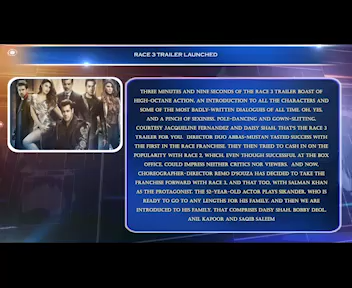 RACE 3 TRAILER LAUNCHED
THREE MINUTES AND NINE SECONDS OF THE RACE 3 TRAILER BOAST OF
HIGH-OCTANE ACTION, AN INTRODUCTION TO ALL THE CHARACTERS AND
SOME OF THE MOST BADLY-WRITTEN DIALOGUES OF ALL TIME. OH, YES,
AND A PINCH OF SEXINESS, POLE-DANCING AND GOWN-SLITTING,
COURTESY JACQUELINE FERNANDEZ AND DAISY SHAH. THAT'S THE RACE 3
TRAILER FOR YOU. DIRECTOR DUO ABBAS-MUSTAN TASTED SUCCESS WITH
THE FIRST IN THE RACE FRANCHISE. THEY THEN TRIED TO CASH IN ON THE
POPULARITY WITH RACE 2, WHICH, EVEN THOUGH SUCCESSFUL AT THE BOX
OFFICE, COULD IMPRESS NEITHER CRITICS NOR VIEWERS. AND NOW,
CHOREOGRAPHER-DIRECTOR REMO D'SOUZA HAS DECIDED TO TAKE THE
FRANCHISE FORWARD WITH RACE 3, AND THAT TOO, WITH SALMAN KHAN
AS THE PROTAGONIST. THE 52-YEAR-OLD ACTOR PLAYS SIKANDER, WHO IS
READY TO GO TO ANY LENGTHS FOR HIS FAMILY. AND THEN WE ARE
INTRODUCED TO HIS FAMILY, THAT COMPRISES DAISY SHAH, BOBBY DEOL,
ANIL KAPOOR AND SAQIB SALEEM